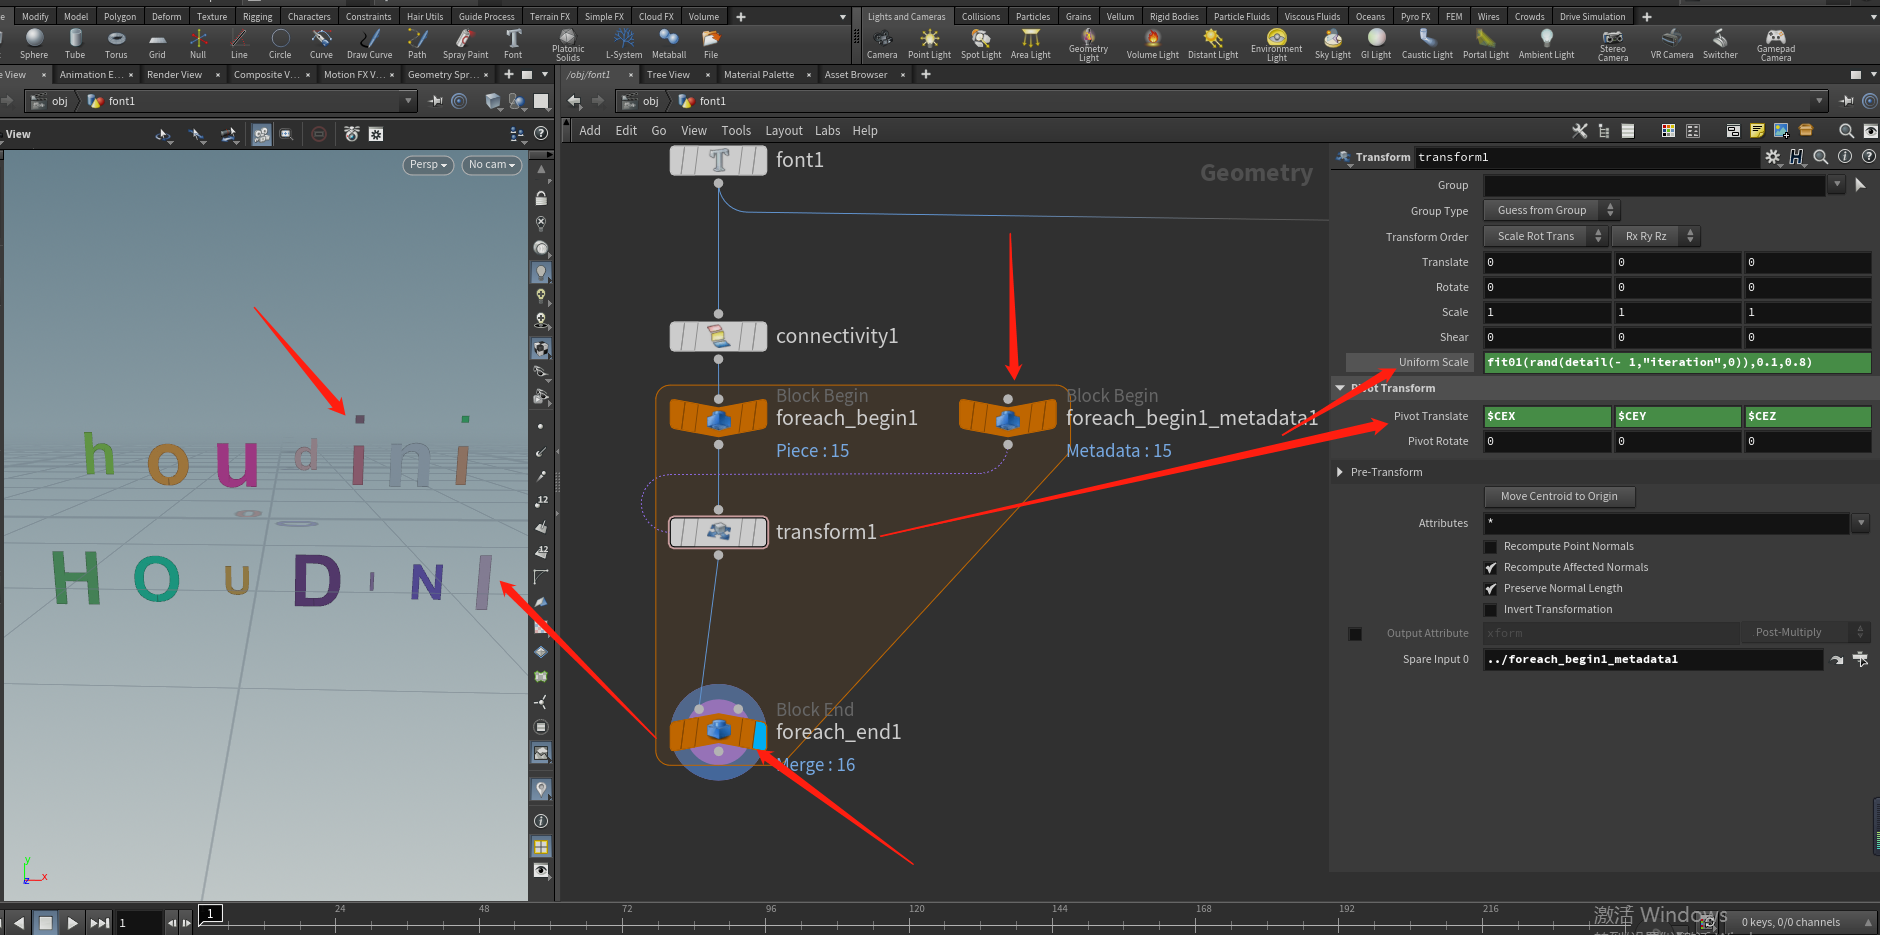 Modify Model Polygon Deform Texture Rigging Characters Constraints Hair Utils Guide Process Terrain FX Simple FX Cloud FX Volume
Lights and Cameras Collisions Particles Grains Vellum Rigid Bodies Particle Fluids Viscous Fluids Oceans Pyro FX FEM Wires Crowds Drive Simulation
Sphere Tube Torus Grid Null Line Circle Curve Draw Curve Path Spray Paint Font Platonic Solids L-System Metaball File
Camera Point Light Spot Light Area Light Geometry Light Volume Light Distant Light Environment Light Sky Light GI Light Caustic Light Portal Light Ambient Light Stereo Camera VR Camera Switcher Gamepad Camera
e View Animation E... Render View Composite V... Motion FX V... Geometry Spr...
/obj/font1 Tree View Material Palette Asset Browser
obj font1
obj font1
View
Add Edit Go View Tools Layout Labs Help
Persp No cam
houdini
HOUDINI
y
z x
12
12
Geometry
font1
connectivity1
Block Begin
foreach_begin1
Piece : 15
Block Begin
foreach_begin1_metadata1
Metadata : 15
transform1
Block End
foreach_end1
Merge : 16
Transform transform1
Group
Group Type Guess from Group
Transform Order Scale Rot Trans Rx Ry Rz
Translate 0 0 0
Rotate 0 0 0
Scale 1 1 1
Shear 0 0 0
Uniform Scale fit01(rand(detail(- 1,"iteration",0)),0.1,0.8)
Pivot Transform
Pivot Translate $CEX $CEY $CEZ
Pivot Rotate 0 0 0
Pre-Transform
Move Centroid to Origin
Attributes *
Recompute Point Normals
Recompute Affected Normals
Preserve Normal Length
Invert Transformation
Output Attribute xform Post-Multiply
Spare Input 0 ../foreach_begin1_metadata1
1 1 24 48 72 96 120 144 168 192 216
激活 Windows
0 keys, 0/0 channels